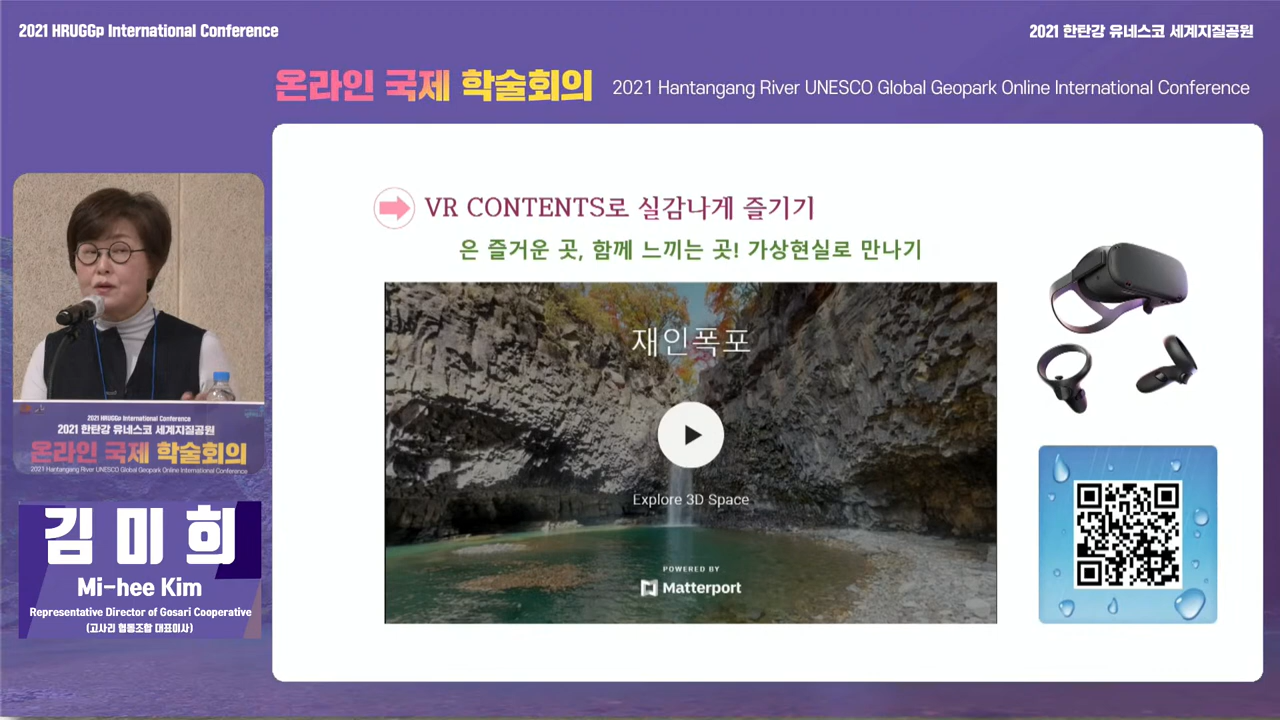 2021 HRUGGp International Conference
2021 한탄강 유네스코 세계지질공원
온라인 국제 학술회의 2021 Hantangang River UNESCO Global Geopark Online International Conference
VR CONTENTS로 실감나게 즐기기
은 즐거운 곳, 함께 느끼는 곳! 가상현실로 만나기
재인폭포
Explore 3D Space
POWERED BY
Matterport
2021 HRUGGp International Conference
2021 한탄강 유네스코 세계지질공원
온라인 국제 학술회의
2021 Hantangang River UNESCO Global Geopark Online International Conference
김미희
Mi-hee Kim
Representative Director of Gosari Cooperative
(고사리 협동조합 대표이사)